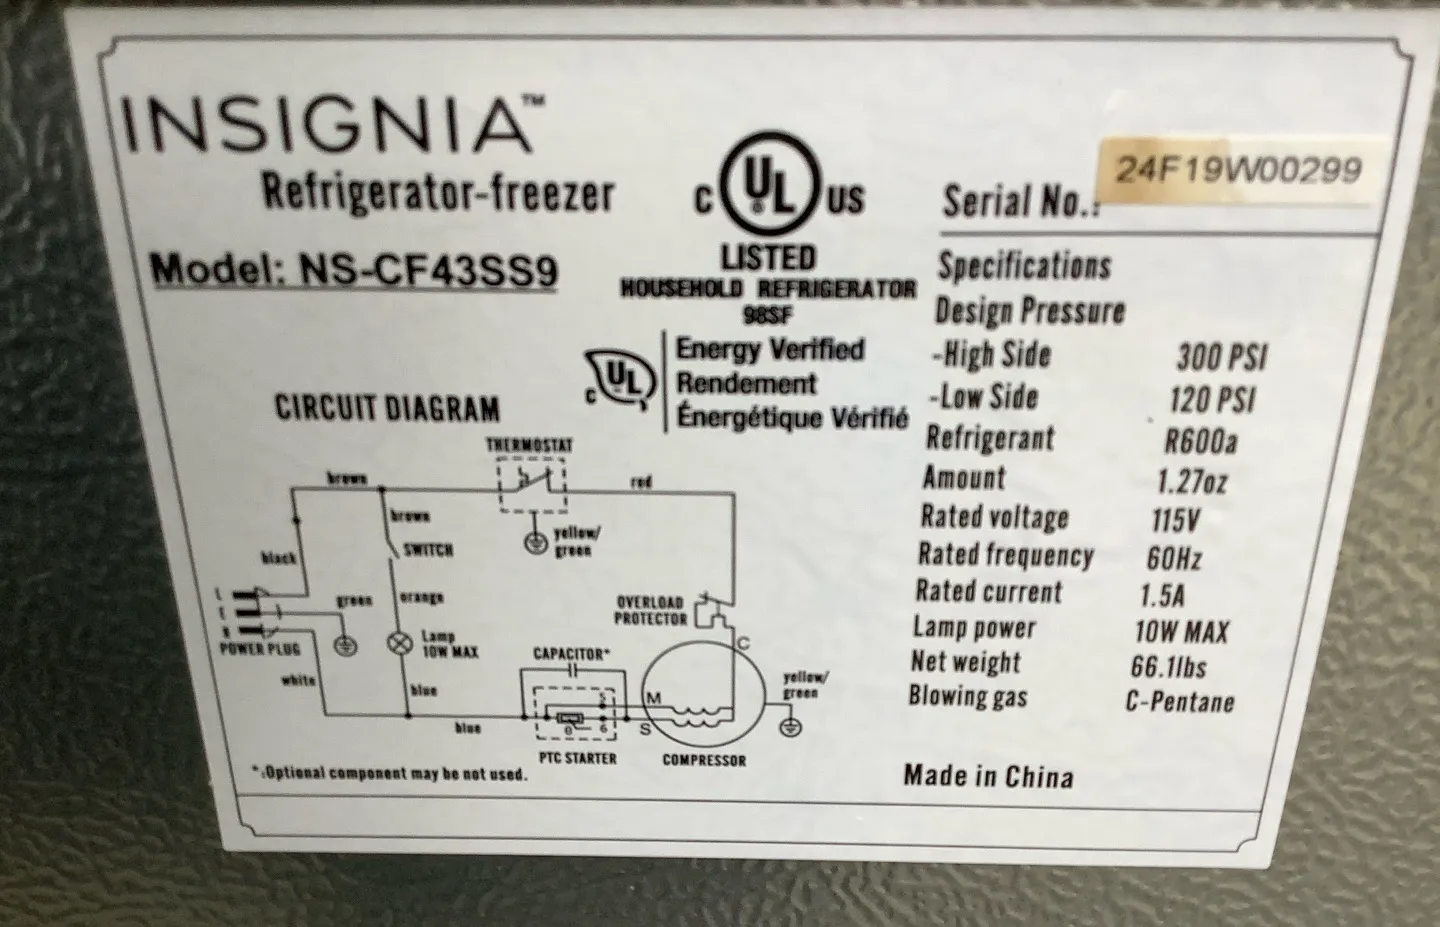 INSIGNIA™
Refrigerator-freezer
Model: NS-CF43SS9
C UL ® US
LISTED
HOUSEHOLD REFRIGERATOR
98SF
C UL
Energy Verified
Rendement
Énergétique Vérifié
Serial No.: 24F19W00299
Specifications
Design Pressure
-High Side 300 PSI
-Low Side 120 PSI
Refrigerant R600a
Amount 1.27oz
Rated voltage 115V
Rated frequency 60Hz
Rated current 1.5A
Lamp power 10W MAX
Net weight 66.1lbs
Blowing gas C-Pentane
Made in China
CIRCUIT DIAGRAM
THERMOSTAT
brown
red
brown
SWITCH
yellow/
green
black
green
orange
L
N
POWER PLUG
Lamp
10W MAX
OVERLOAD
PROTECTOR
C
CAPACITOR*
white
blue
yellow/
green
M
S
blue
6
PTC STARTER
COMPRESSOR
*:Optional component may be not used.